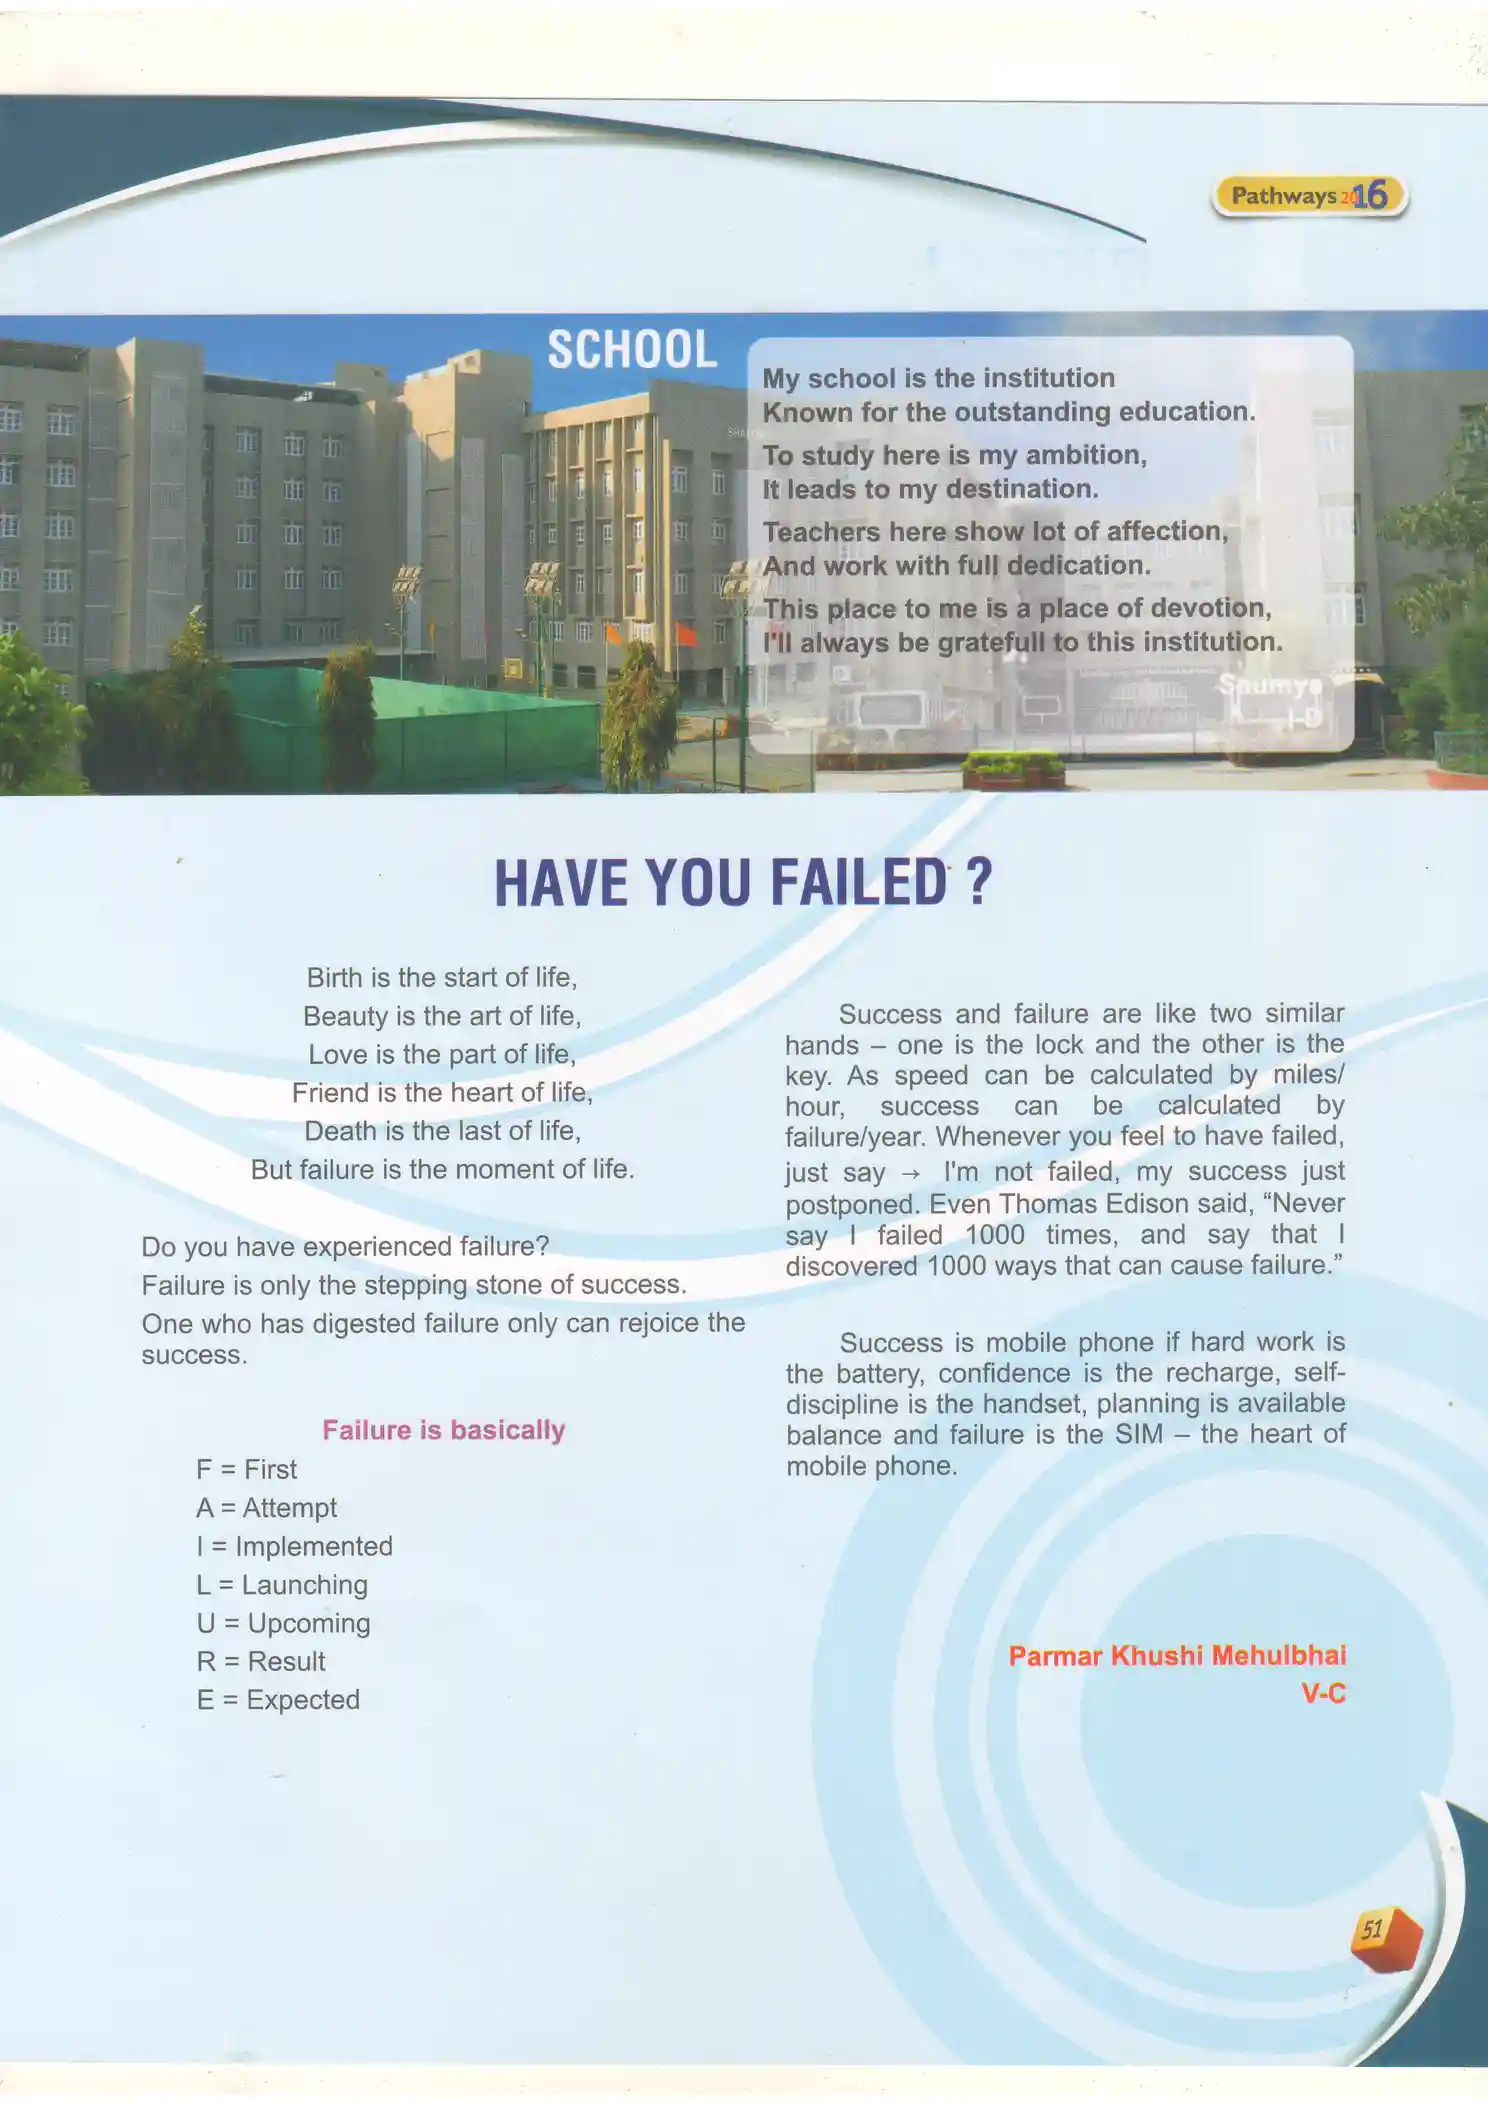 Pathways 2016
SCHOOL
My school is the institution
Known for the outstanding education.
To study here is my ambition,
It leads to my destination.
Teachers here show lot of affection,
And work with full dedication.
This place to me is a place of devotion,
I'll always be gratefull to this institution.
Saumya
I-D
HAVE YOU FAILED ?
Birth is the start of life,
Beauty is the art of life,
Love is the part of life,
Friend is the heart of life,
Death is the last of life,
But failure is the moment of life.
Do you have experienced failure?
Failure is only the stepping stone of success.
One who has digested failure only can rejoice the
success.
Failure is basically
F = First
A = Attempt
I = Implemented
L = Launching
U = Upcoming
R = Result
E = Expected
Success and failure are like two similar
hands – one is the lock and the other is the
key. As speed can be calculated by miles/
hour, success can be calculated by
failure/year. Whenever you feel to have failed,
just say → I'm not failed, my success just
postponed. Even Thomas Edison said, “Never
say I failed 1000 times, and say that I
discovered 1000 ways that can cause failure.”
Success is mobile phone if hard work is
the battery, confidence is the recharge, self-
discipline is the handset, planning is available
balance and failure is the SIM – the heart of
mobile phone.
Parmar Khushi Mehulbhai
V-C
51